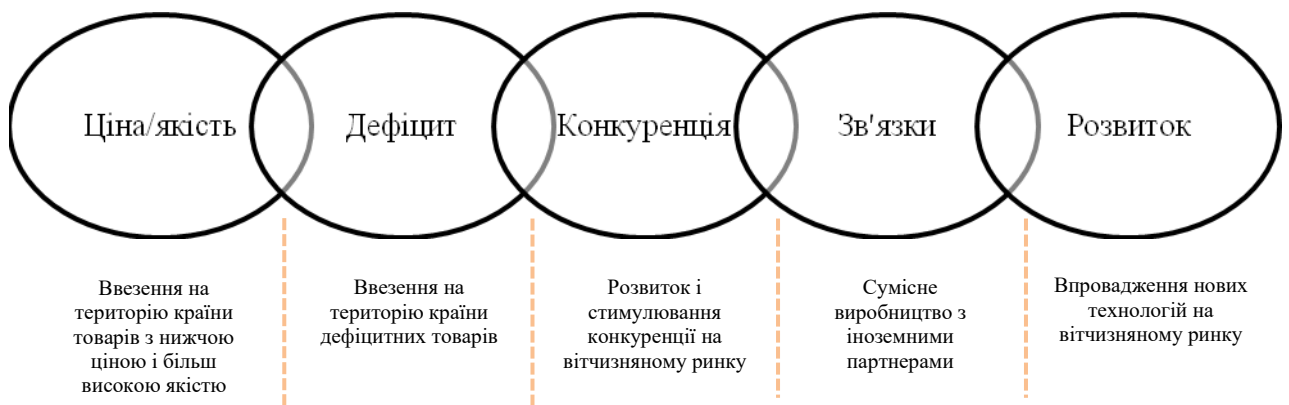 Ціна/якість
Дефіцит
Конкуренція
Зв'язки
Розвиток
Ввезення на
територію країни
товарів з нижчою
ціною і більш
високою якістю
Ввезення на
територію країни
дефіцитних товарів
Розвиток і
стимулювання
конкуренції на
вітчизняному ринку
Сумісне
виробництво з
іноземними
партнерами
Впровадження нових
технологій на
вітчизняному ринку